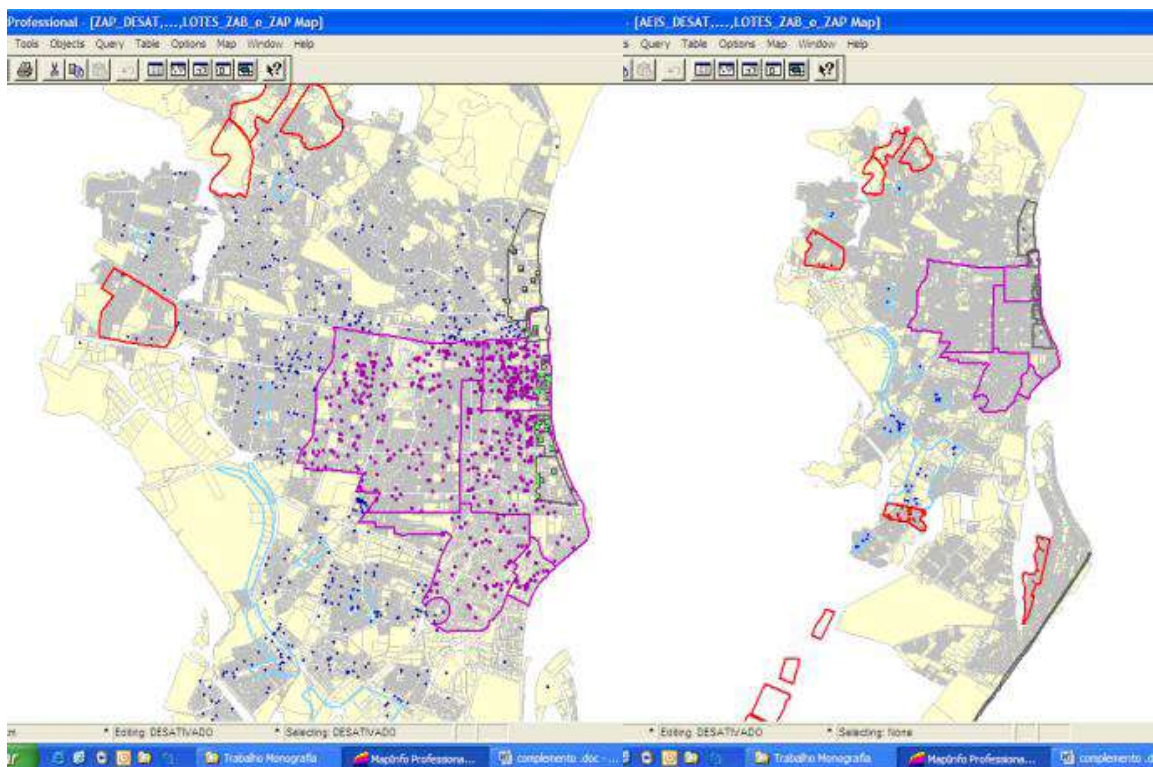 Professional - [ZAP_DESAT,...,LOTES_ZAB_e_ZAP Map]
Tools Objects Query Table Options Map Window Help
* Editing: DESATIVADO * Selecting: DESATIVADO
Trabalho Monografia MapInfo Professiona... complemento .doc - ...
- [AEIS_DESAT,...,LOTES_ZAB_e_ZAP Map]
s Query Table Options Map Window Help
* Editing: DESATIVADO * Selecting: None
Trabalho Monografia MapInfo Professiona... complemento .d